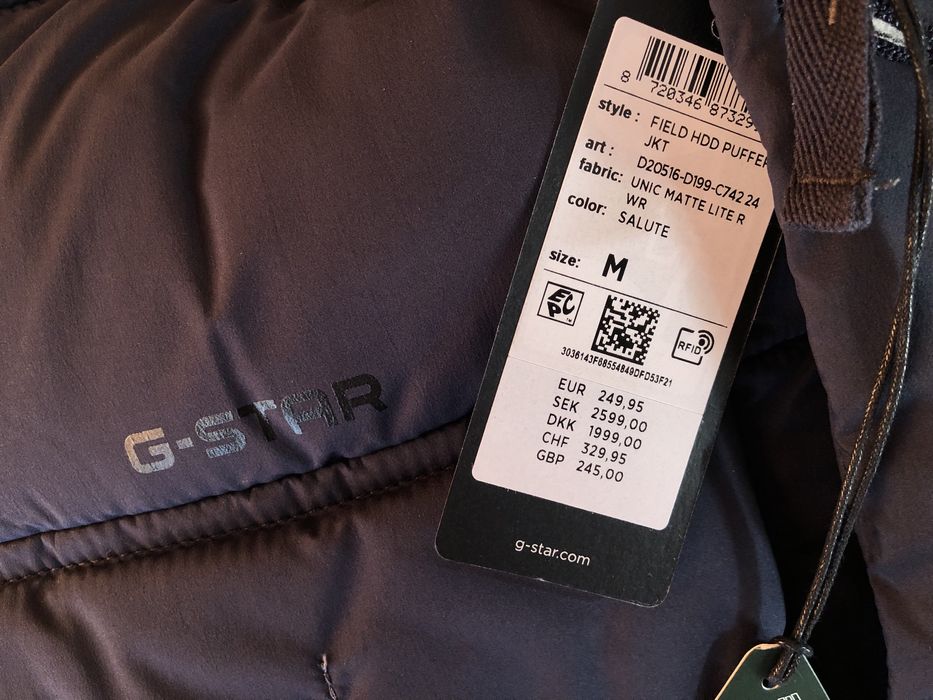 G-STAR
8 720346 87329
style : FIELD HDD PUFFER
JKT
art : D20516-D199-C742 24
fabric: UNIC MATTE LITE R
WR
color: SALUTE
size: M
EPC
RFID
3036143F68554849DFD53F21
EUR 249,95
SEK 2599,00
DKK 1999,00
CHF 329,95
GBP 245,00
g-star.com